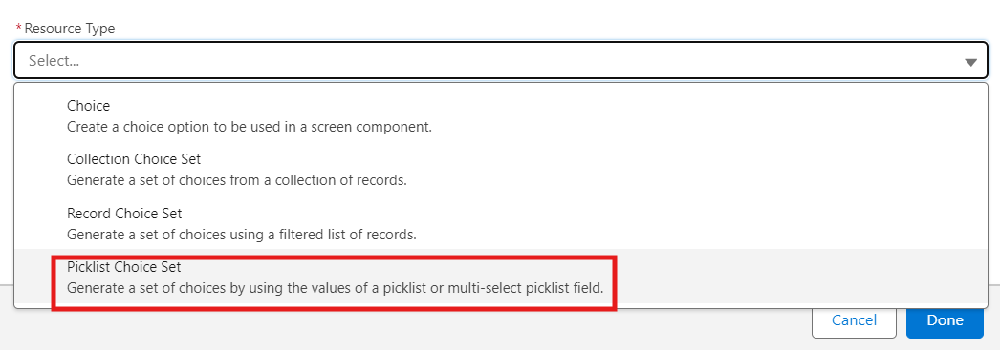 * Resource Type
Select...
Choice
Create a choice option to be used in a screen component.
Collection Choice Set
Generate a set of choices from a collection of records.
Record Choice Set
Generate a set of choices using a filtered list of records.
Picklist Choice Set
Generate a set of choices by using the values of a picklist or multi-select picklist field.
Cancel Done